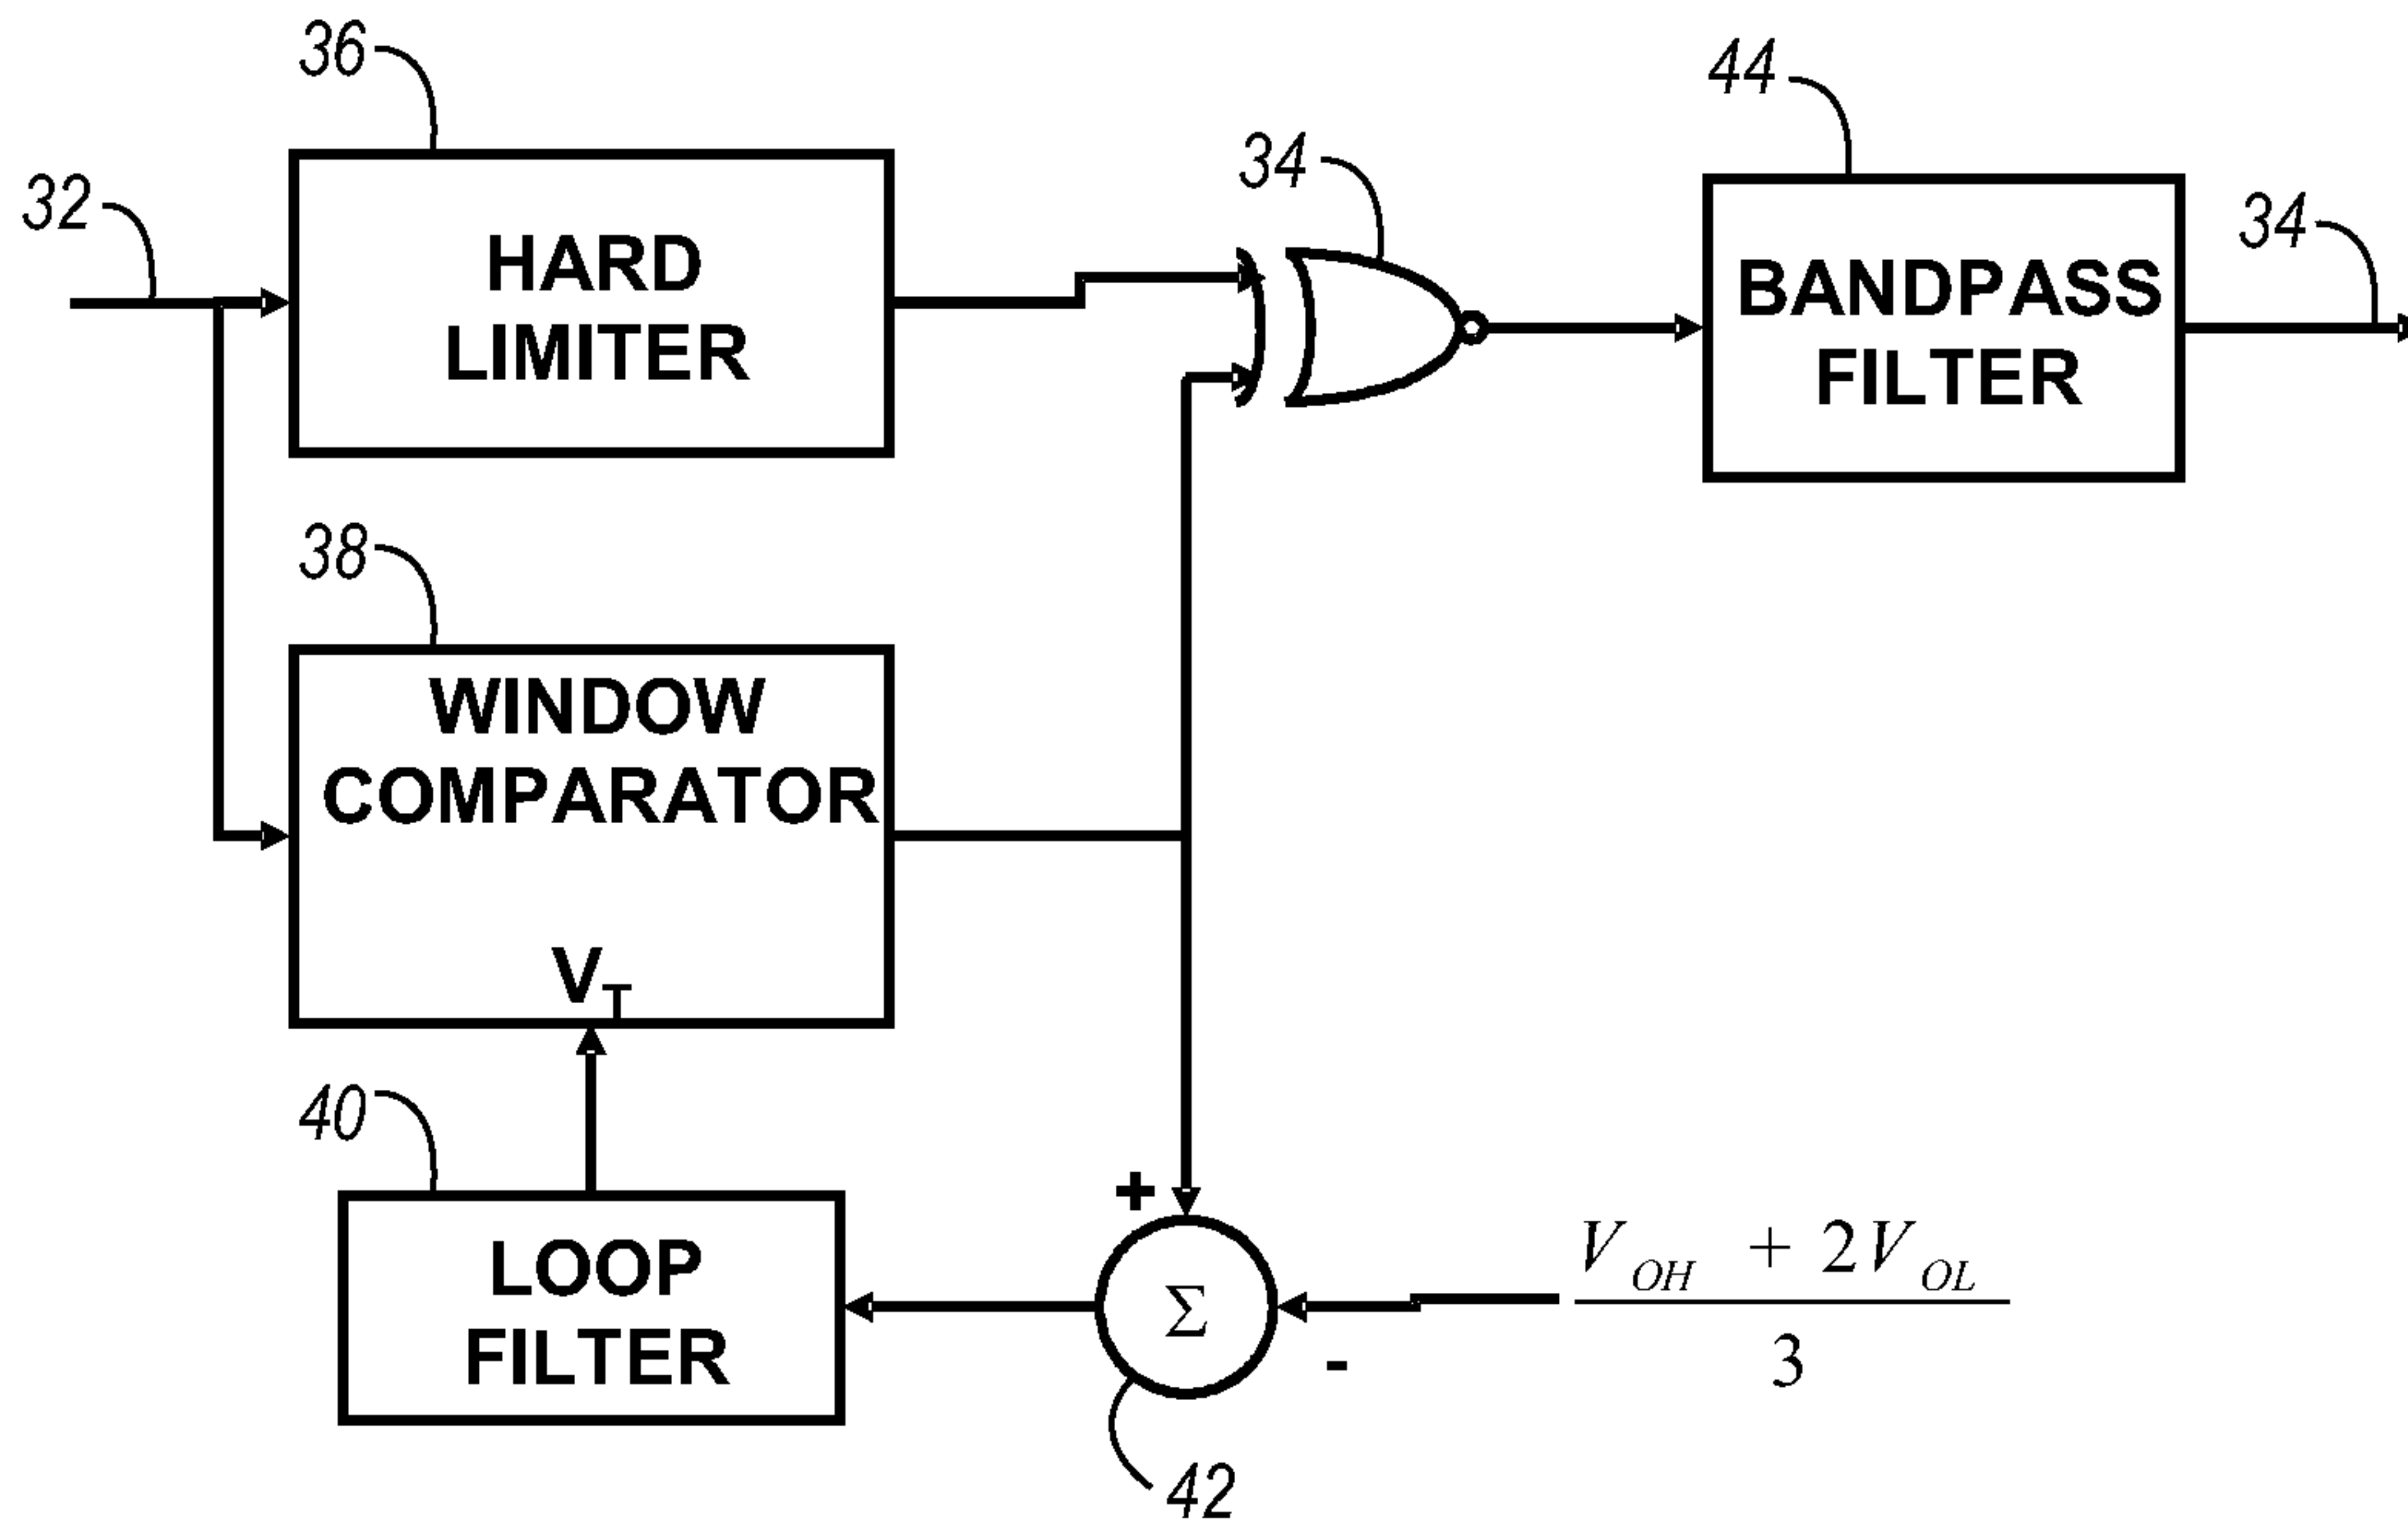 36
44
34
32
34
HARD
LIMITER
BANDPASS
FILTER
38
WINDOW
COMPARATOR
V_T
40
LOOP
FILTER
+
Σ
-
V_OH + 2V_OL
3
42